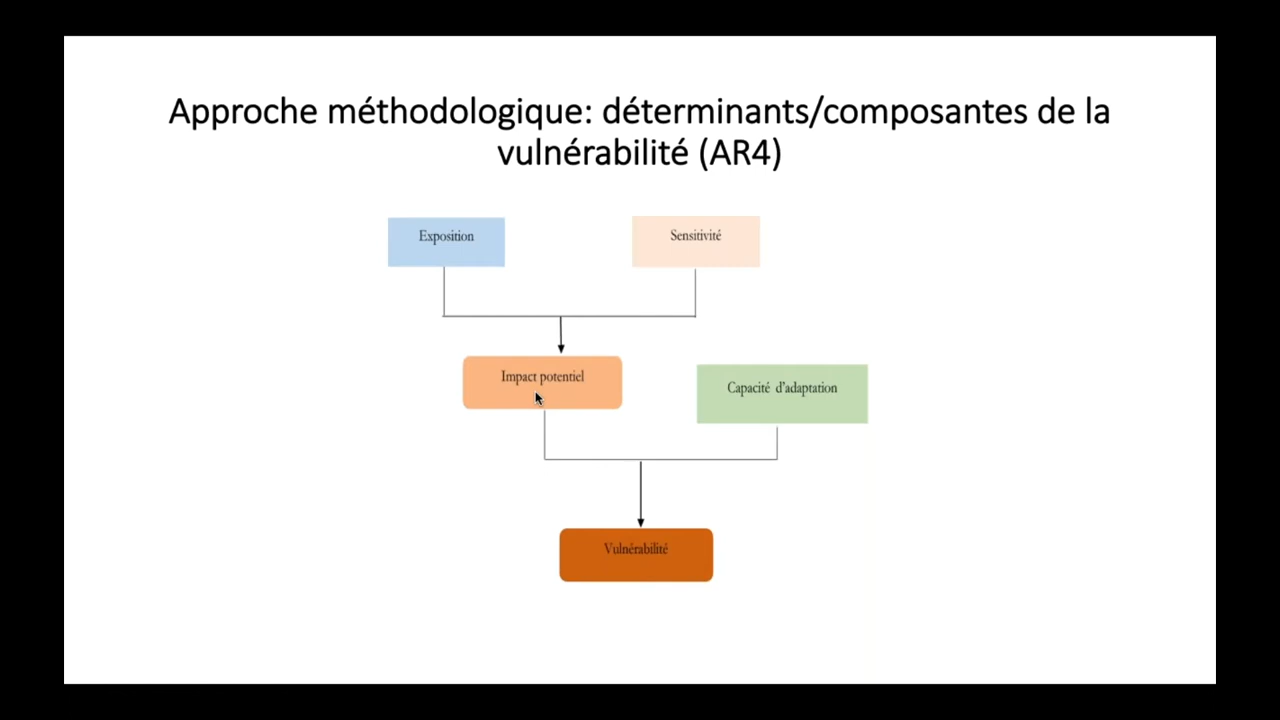 Approche méthodologique: déterminants/composantes de la
vulnérabilité (AR4)
Exposition
Sensitivité
Impact potentiel
Capacité d'adaptation
Vulnérabilité